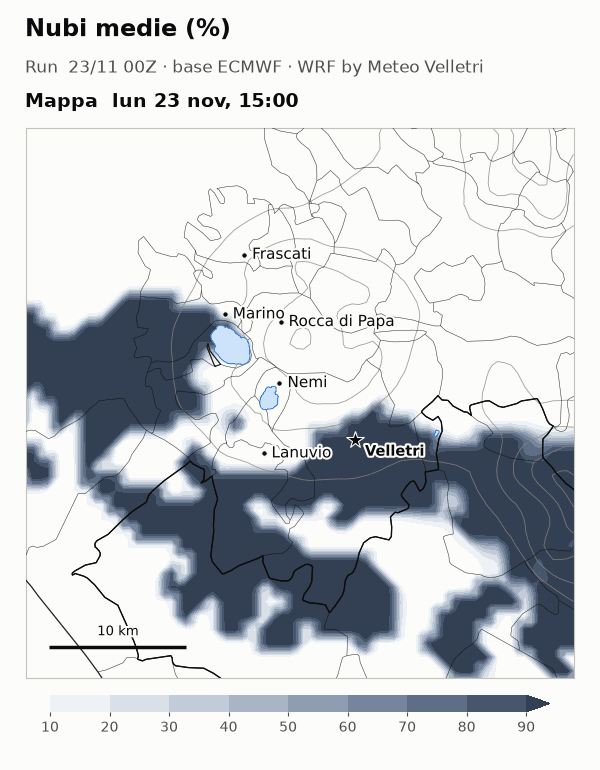 Nubi medie (%)
Run 23/11 00Z · base ECMWF · WRF by Meteo Velletri
Mappa lun 23 nov, 15:00
Frascati
Marino
Rocca di Papa
Nemi
Velletri
Lanuvio
10 km
10 20 30 40 50 60 70 80 90